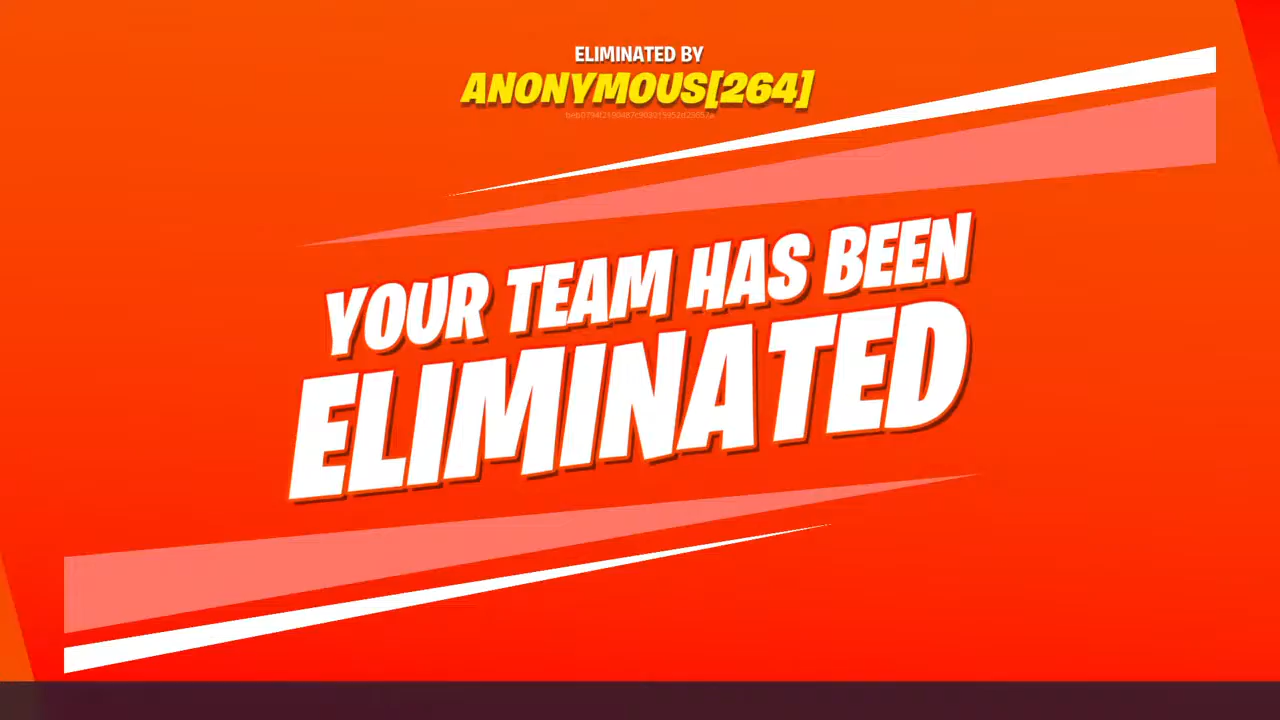 ELIMINATED BY
ANONYMOUS[264]
YOUR TEAM HAS BEEN
ELIMINATED